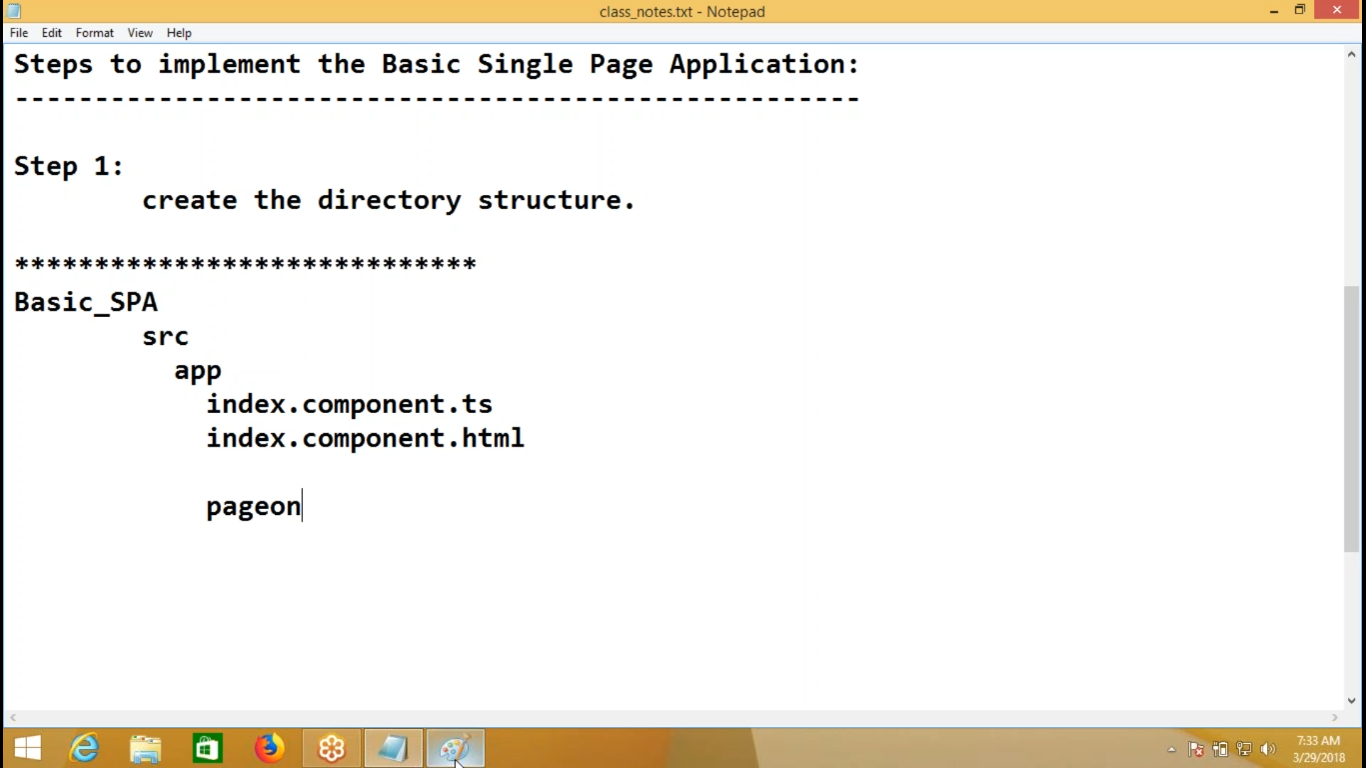 class_notes.txt - Notepad
File Edit Format View Help
Steps to implement the Basic Single Page Application:
-----------------------------------------------------
Step 1:
create the directory structure.
*****************************
Basic_SPA
src
app
index.component.ts
index.component.html
pageon
7:33 AM
3/29/2018